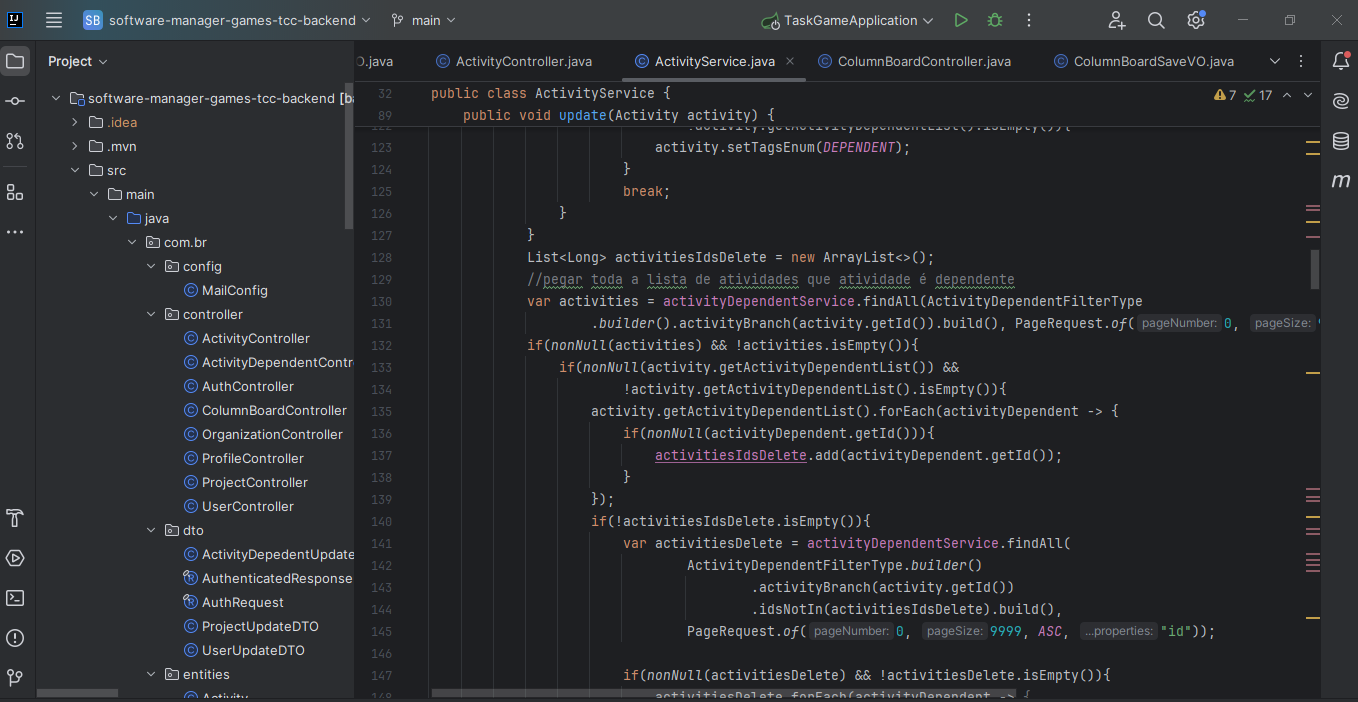 SB software-manager-games-tcc-backend main TaskGameApplication
Project
O.java ActivityController.java ActivityService.java ColumnBoardController.java ColumnBoardSaveVO.java
software-manager-games-tcc-backend [ba
.idea
.mvn
src
main
java
com.br
config
MailConfig
controller
ActivityController
ActivityDependentContr
AuthController
ColumnBoardController
OrganizationController
ProfileController
ProjectController
UserController
dto
ActivityDepedentUpdate
AuthenticatedResponse
AuthRequest
ProjectUpdateDTO
UserUpdateDTO
entities
Activity
32 public class ActivityService {
7 17
89 public void update(Activity activity) {
122 !activity.getActivityDependentList().isEmpty()){
123 activity.setTagsEnum(DEPENDENT);
124 }
125 break;
126 }
127 }
128 List<Long> activitiesIdsDelete = new ArrayList<>();
129 //pegar toda a lista de atividades que atividade é dependente
130 var activities = activityDependentService.findAll(ActivityDependentFilterType
131 .builder().activityBranch(activity.getId()).build(), PageRequest.of( pageNumber: 0, pageSize:
132 if(nonNull(activities) && !activities.isEmpty()){
133 if(nonNull(activity.getActivityDependentList()) &&
134 !activity.getActivityDependentList().isEmpty()){
135 activity.getActivityDependentList().forEach(activityDependent -> {
136 if(nonNull(activityDependent.getId())){
137 activitiesIdsDelete.add(activityDependent.getId());
138 }
139 });
140 if(!activitiesIdsDelete.isEmpty()){
141 var activitiesDelete = activityDependentService.findAll(
142 ActivityDependentFilterType.builder()
143 .activityBranch(activity.getId())
144 .idsNotIn(activitiesIdsDelete).build(),
145 PageRequest.of( pageNumber: 0, pageSize: 9999, ASC, ...properties: "id"));
146
147 if(nonNull(activitiesDelete) && !activitiesDelete.isEmpty()){
148 activitiesDelete.forEach(activityDependent -> {